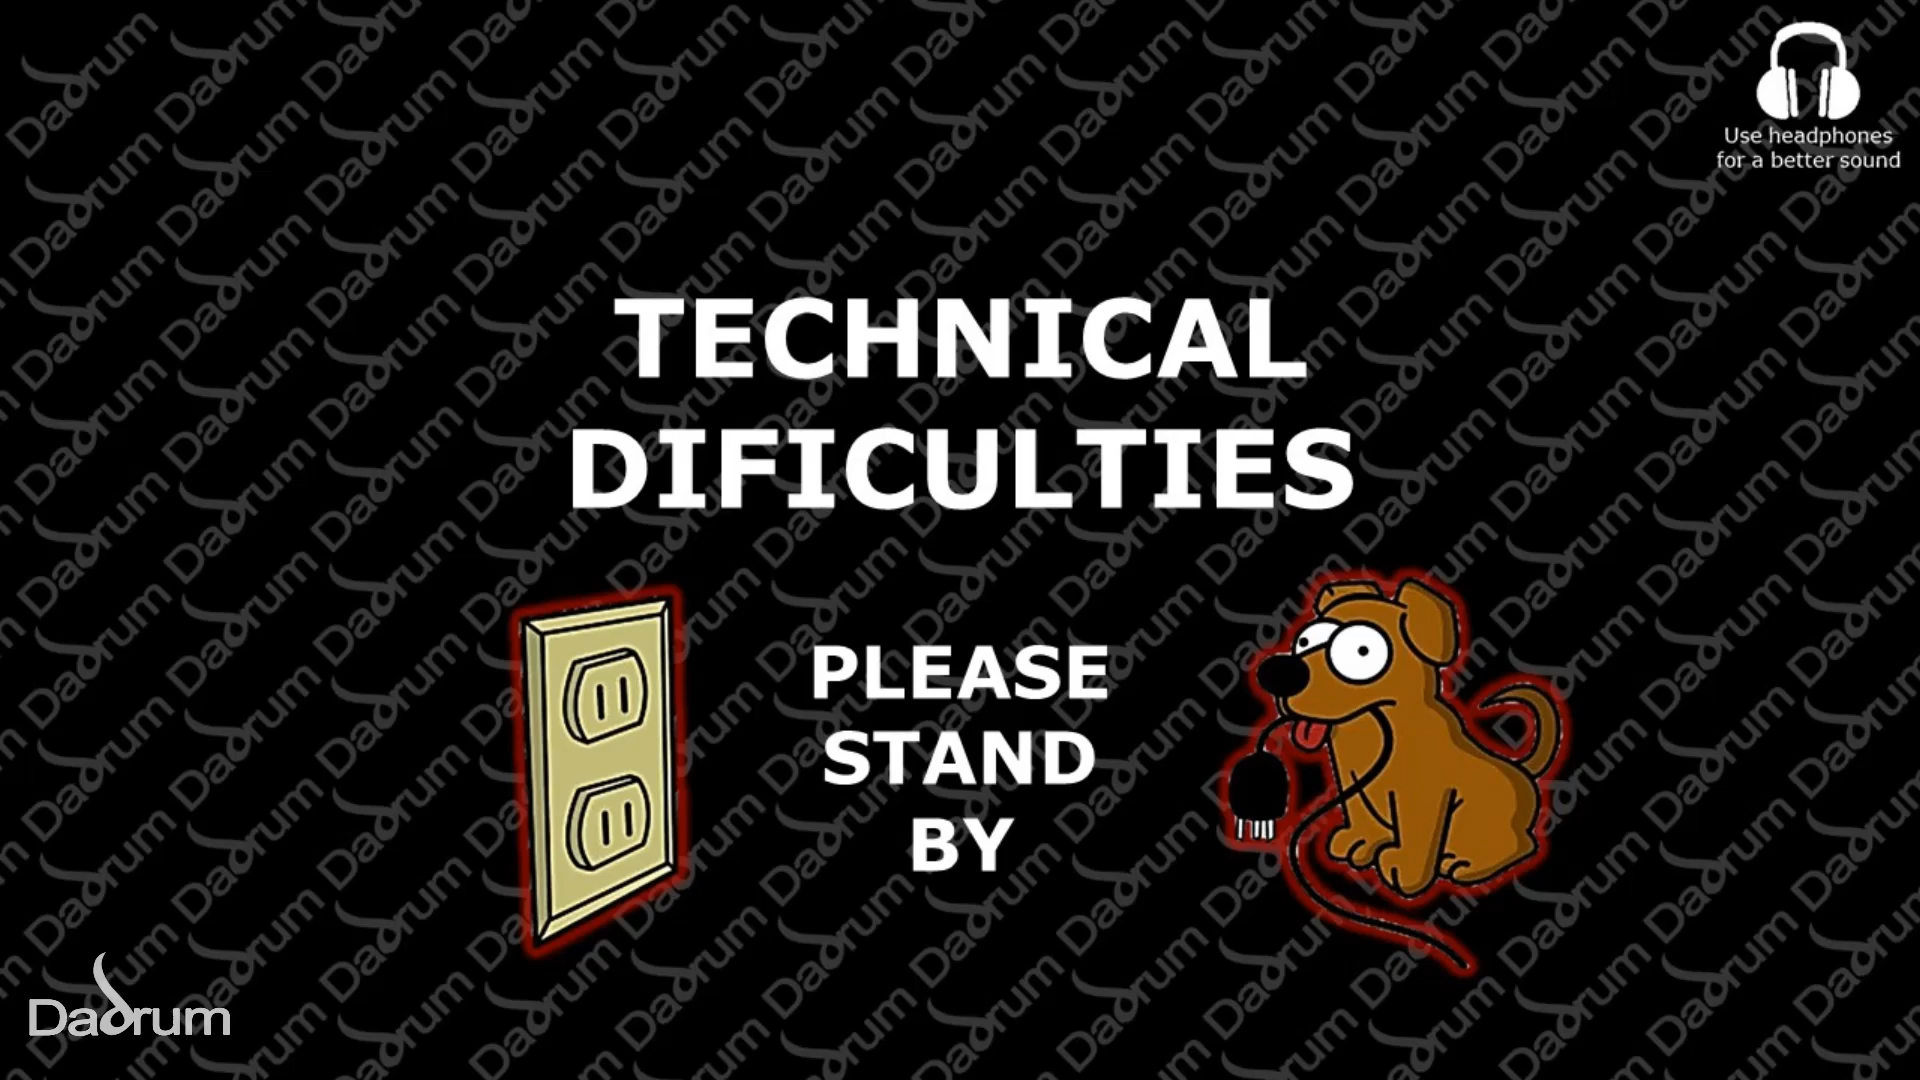 Use headphones
for a better sound
TECHNICAL
DIFICULTIES
PLEASE
STAND
BY
Dadrum